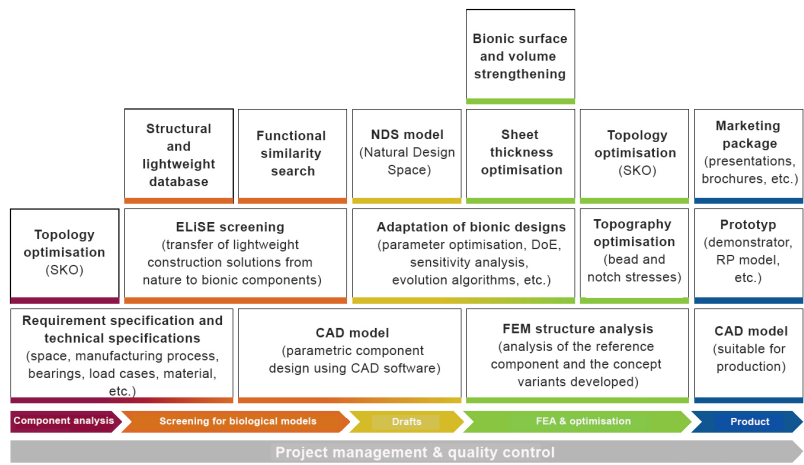 Bionic surface
and volume
strengthening
Structural
and
lightweight
database
Functional
similarity
search
NDS model
(Natural Design
Space)
Sheet
thickness
optimisation
Topology
optimisation
(SKO)
Marketing
package
(presentations,
brochures, etc.)
Topology
optimisation
(SKO)
ELiSE screening
(transfer of lightweight
construction solutions from
nature to bionic components)
Adaptation of bionic designs
(parameter optimisation, DoE,
sensitivity analysis,
evolution algorithms, etc.)
Topography
optimisation
(bead and
notch stresses)
Prototyp
(demonstrator,
RP model,
etc.)
Requirement specification and
technical specifications
(space, manufacturing process,
bearings, load cases, material,
etc.)
CAD model
(parametric component
design using CAD software)
FEM structure analysis
(analysis of the reference
component and the concept
variants developed)
CAD model
(suitable for
production)
Component analysis
Screening for biological models
Drafts
FEA & optimisation
Product
Project management & quality control